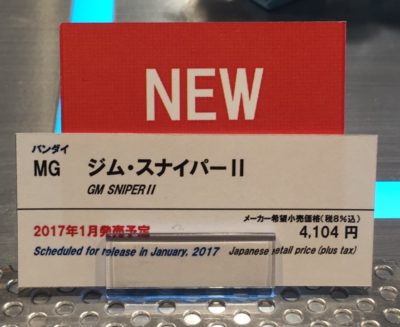 NEW
バンダイ
MG ジム・スナイパーII
GM SNIPER II
メーカー希望小売価格(税8%込)
2017年1月発売予定 4,104 円
Scheduled for release in January, 2017 Japanese retail price (plus tax)